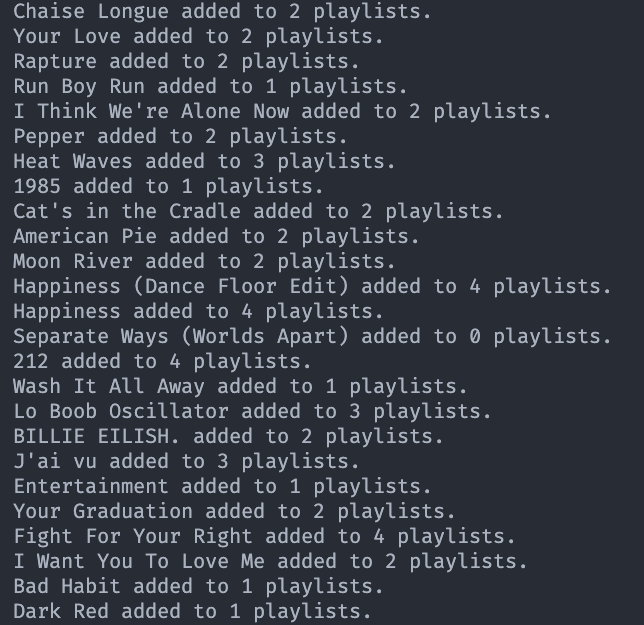 Chaise Longue added to 2 playlists.
Your Love added to 2 playlists.
Rapture added to 2 playlists.
Run Boy Run added to 1 playlists.
I Think We're Alone Now added to 2 playlists.
Pepper added to 2 playlists.
Heat Waves added to 3 playlists.
1985 added to 1 playlists.
Cat's in the Cradle added to 2 playlists.
American Pie added to 2 playlists.
Moon River added to 2 playlists.
Happiness (Dance Floor Edit) added to 4 playlists.
Happiness added to 4 playlists.
Separate Ways (Worlds Apart) added to 0 playlists.
212 added to 4 playlists.
Wash It All Away added to 1 playlists.
Lo Boob Oscillator added to 3 playlists.
BILLIE EILISH. added to 2 playlists.
J'ai vu added to 3 playlists.
Entertainment added to 1 playlists.
Your Graduation added to 2 playlists.
Fight For Your Right added to 4 playlists.
I Want You To Love Me added to 2 playlists.
Bad Habit added to 1 playlists.
Dark Red added to 1 playlists.